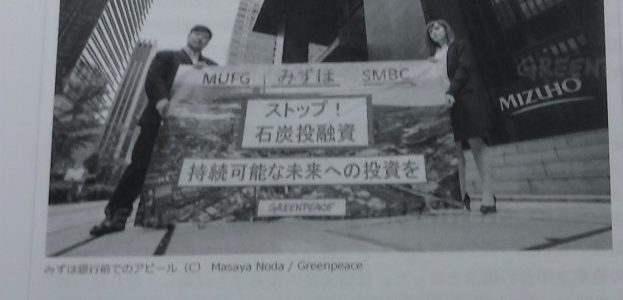 MUFG みずほ SMBC
GREEN
MIZUHO
ストップ！
石炭投融資
持続可能な未来への投資を
GREENPEACE
みずほ銀行前でのアピール（C） Masaya Noda / Greenpeace